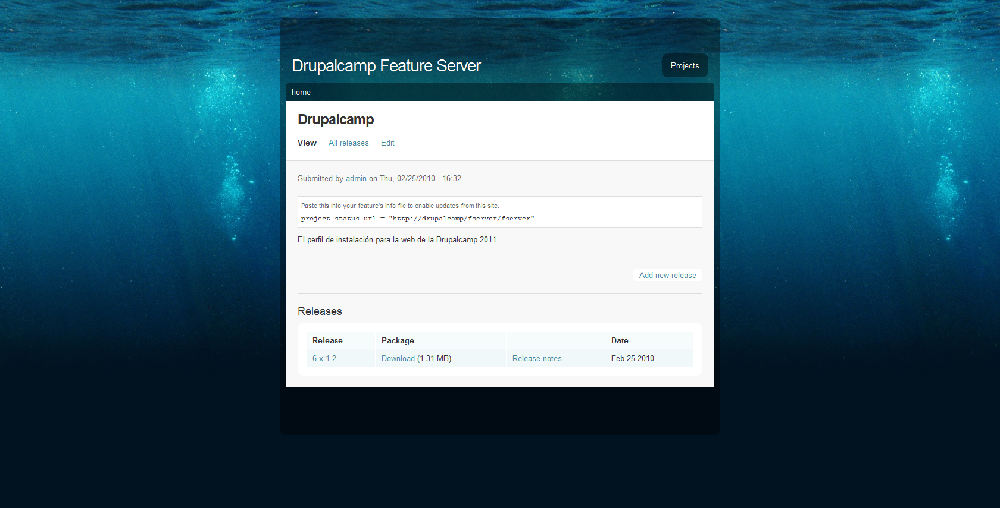 Drupalcamp Feature Server
Projects
home
Drupalcamp
View All releases Edit
Submitted by admin on Thu, 02/25/2010 - 16:32
Paste this into your feature's info file to enable updates from this site.
project status url = "http://drupalcamp/fserver/fserver"
El perfil de instalación para la web de la Drupalcamp 2011
Add new release
Releases
Release Package Date
6.x-1.2 Download (1.31 MB) Release notes Feb 25 2010